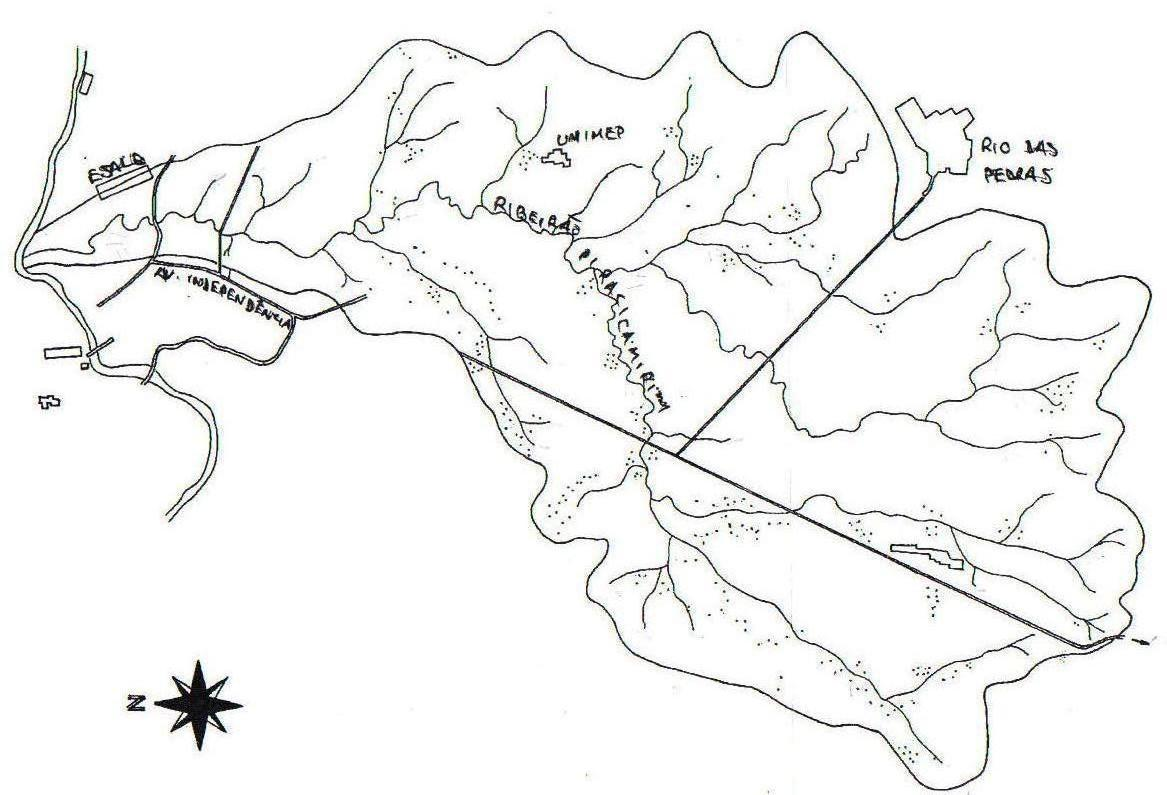 ESALQ
UNIMEP
RIO DAS
PEDRAS
RIBEIRÃO
PIRACICAMIRIM
AV. INDEPENDÊNCIA
N